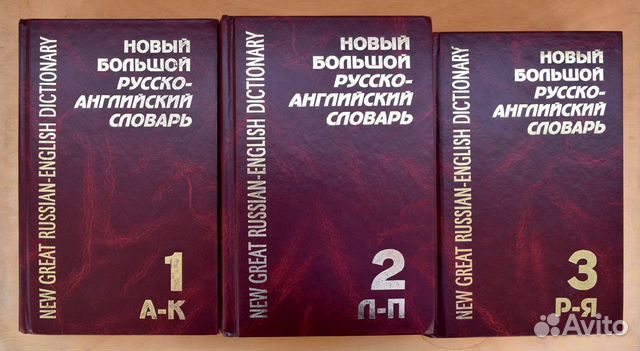 НОВЫЙ
БОЛЬШОЙ
РУССКО-
АНГЛИЙСКИЙ
СЛОВАРЬ
NEW GREAT RUSSIAN-ENGLISH DICTIONARY
1
А-К
НОВЫЙ
БОЛЬШОЙ
РУССКО-
АНГЛИЙСКИЙ
СЛОВАРЬ
NEW GREAT RUSSIAN-ENGLISH DICTIONARY
2
Л-П
НОВЫЙ
БОЛЬШОЙ
РУССКО-
АНГЛИЙСКИЙ
СЛОВАРЬ
NEW GREAT RUSSIAN-ENGLISH DICTIONARY
3
Р-Я
Avito